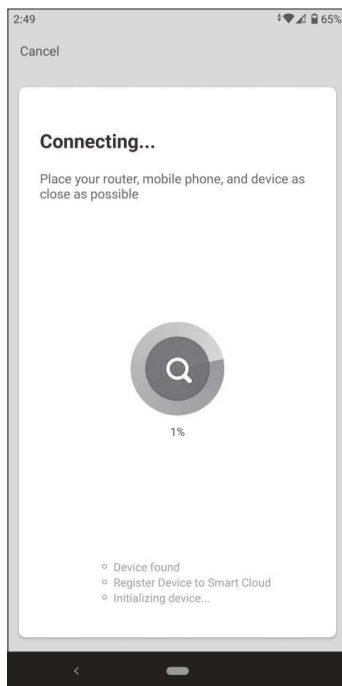 2:49
65%
Cancel
Connecting...
Place your router, mobile phone, and device as
close as possible
1%
Device found
Register Device to Smart Cloud
Initializing device...